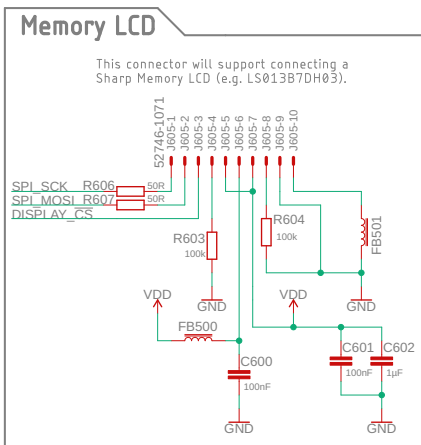 Memory LCD
This connector will support connecting a
Sharp Memory LCD (e.g. LS013B7DH03).
52746-1071
J605-1
J605-2
J605-3
J605-4
J605-5
J605-6
J605-7
J605-8
J605-9
J605-10
SPI_SCK R606 50R
SPI_MOSI R607 50R
DISPLAY_CS
R603
100k
R604
100k
FB501
GND
GND
VDD
VDD
FB500
C600
100nF
C601
100nF
C602
1µF
GND
GND